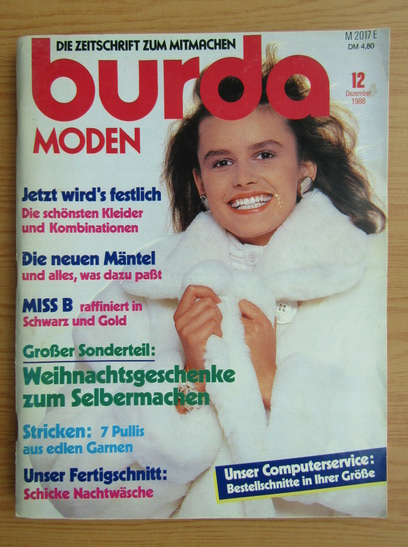 DIE ZEITSCHRIFT ZUM MITMACHEN
M 2017 E
DM 4,80
burda
MODEN
12
Dezember
1988
Jetzt wird's festlich
Die schönsten Kleider
und Kombinationen
Die neuen Mäntel
und alles, was dazu paßt
MISS B raffiniert in
Schwarz und Gold
Großer Sonderteil:
Weihnachtsgeschenke
zum Selbermachen
Stricken: 7 Pullis
aus edlen Garnen
Unser Fertigschnitt:
Schicke Nachtwäsche
Unser Computerservice:
Bestellschnitte in Ihrer Größe